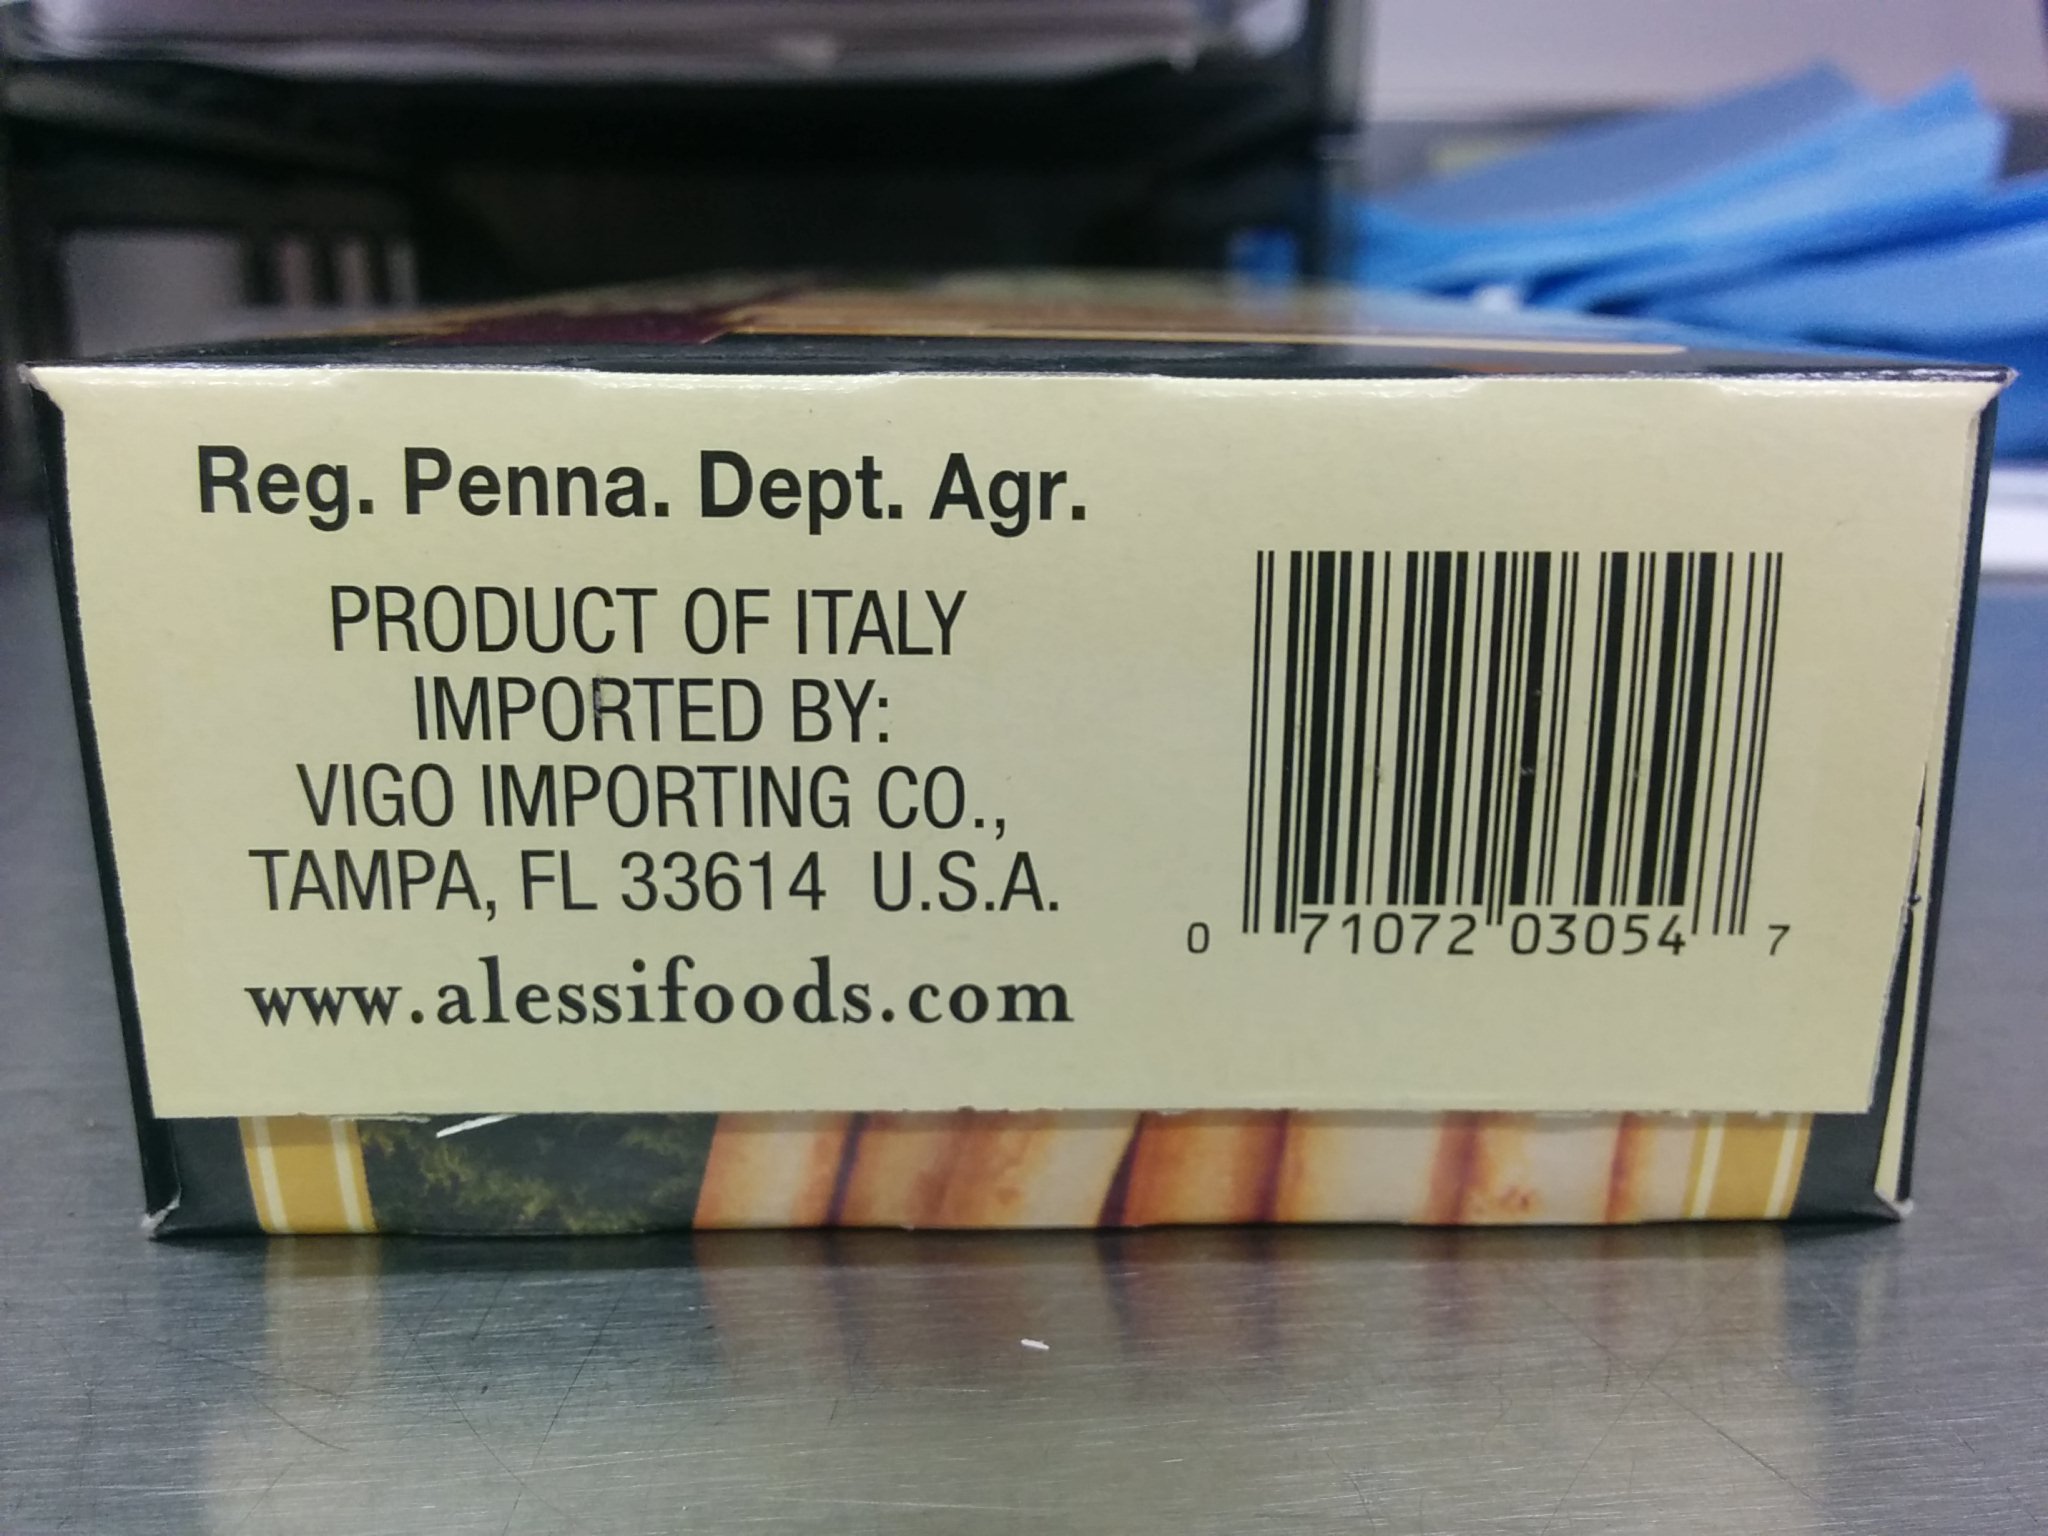 Reg. Penna. Dept. Agr.
PRODUCT OF ITALY
IMPORTED BY:
VIGO IMPORTING CO.,
TAMPA, FL 33614 U.S.A.
www.alessifoods.com
0 71072 03054 7